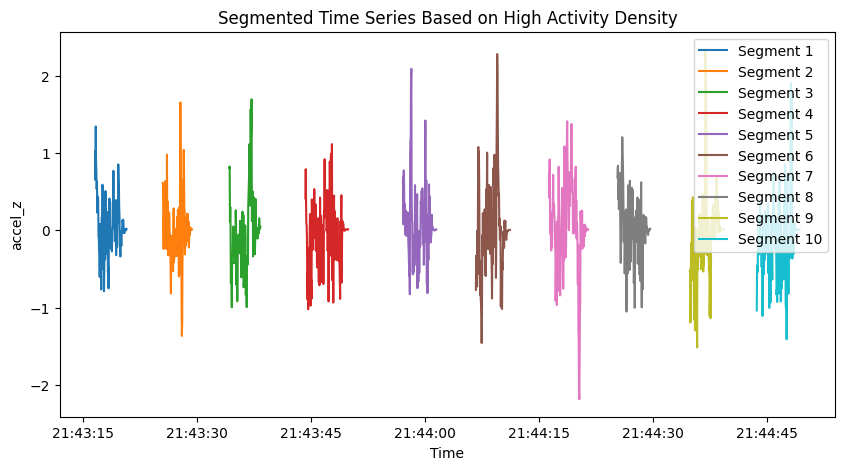 Segmented Time Series Based on High Activity Density
accel_z
2
1
0
−1
−2
21:43:15
21:43:30
21:43:45
21:44:00
21:44:15
21:44:30
21:44:45
Time
Segment 1
Segment 2
Segment 3
Segment 4
Segment 5
Segment 6
Segment 7
Segment 8
Segment 9
Segment 10